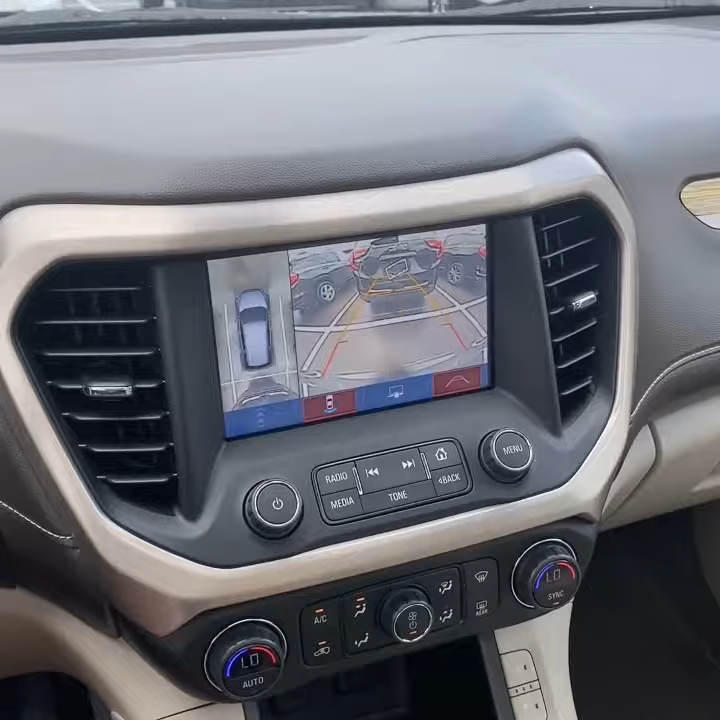 RADIO
MEDIA
TONE
BACK
MENU
A/C
REAR
LO
AUTO
LO
SYNC